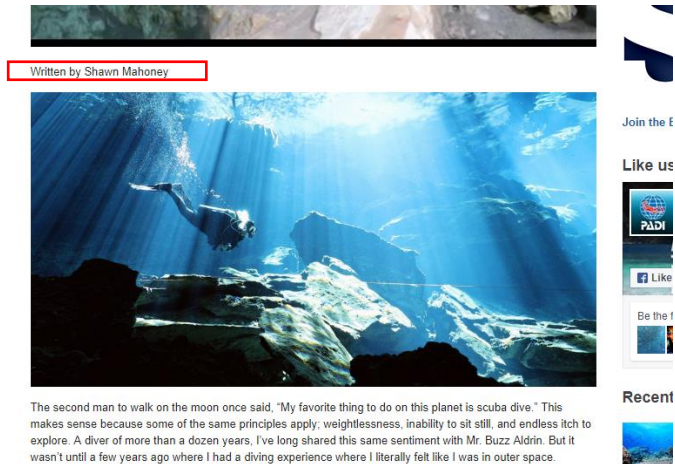 Written by Shawn Mahoney
The second man to walk on the moon once said, “My favorite thing to do on this planet is scuba dive.” This
makes sense because some of the same principles apply; weightlessness, inability to sit still, and endless itch to
explore. A diver of more than a dozen years, I’ve long shared this same sentiment with Mr. Buzz Aldrin. But it
wasn’t until a few years ago where I had a diving experience where I literally felt like I was in outer space.
Join the
Like us
PADI
Like
Be the
Recent